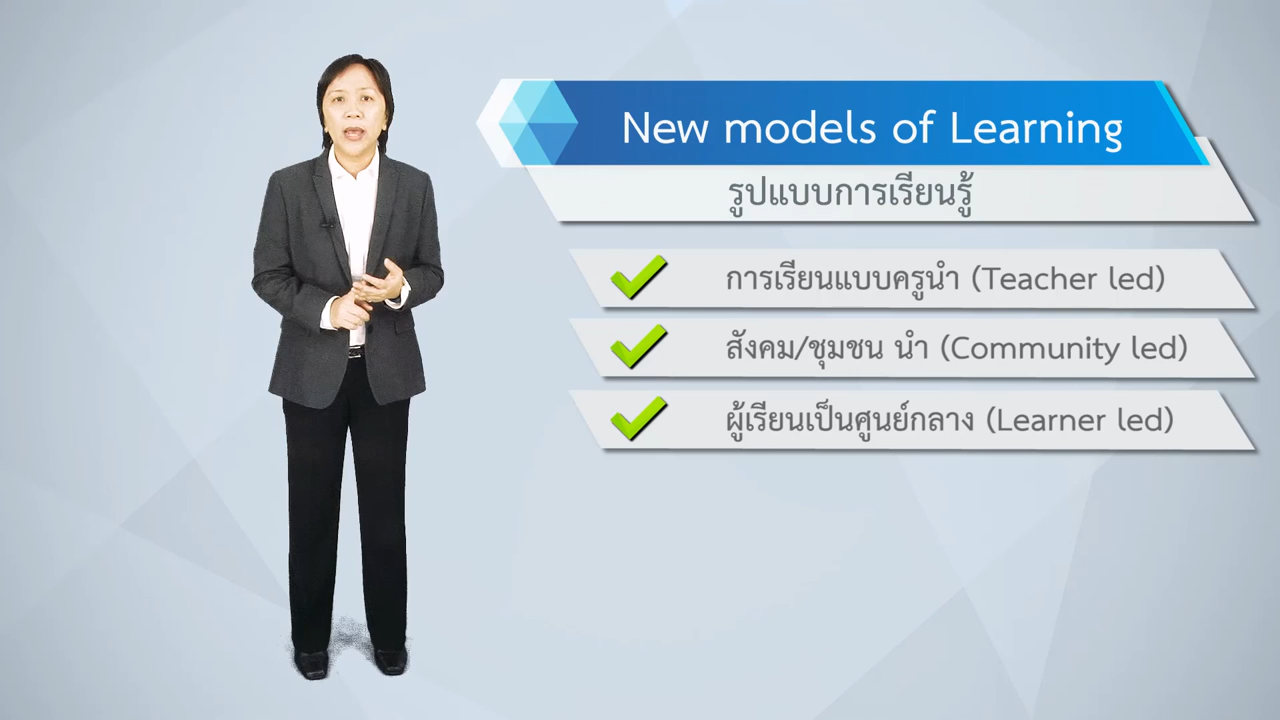 New models of Learning
รูปแบบการเรียนรู้
การเรียนแบบครูนำ (Teacher led)
สังคม/ชุมชน นำ (Community led)
ผู้เรียนเป็นศูนย์กลาง (Learner led)